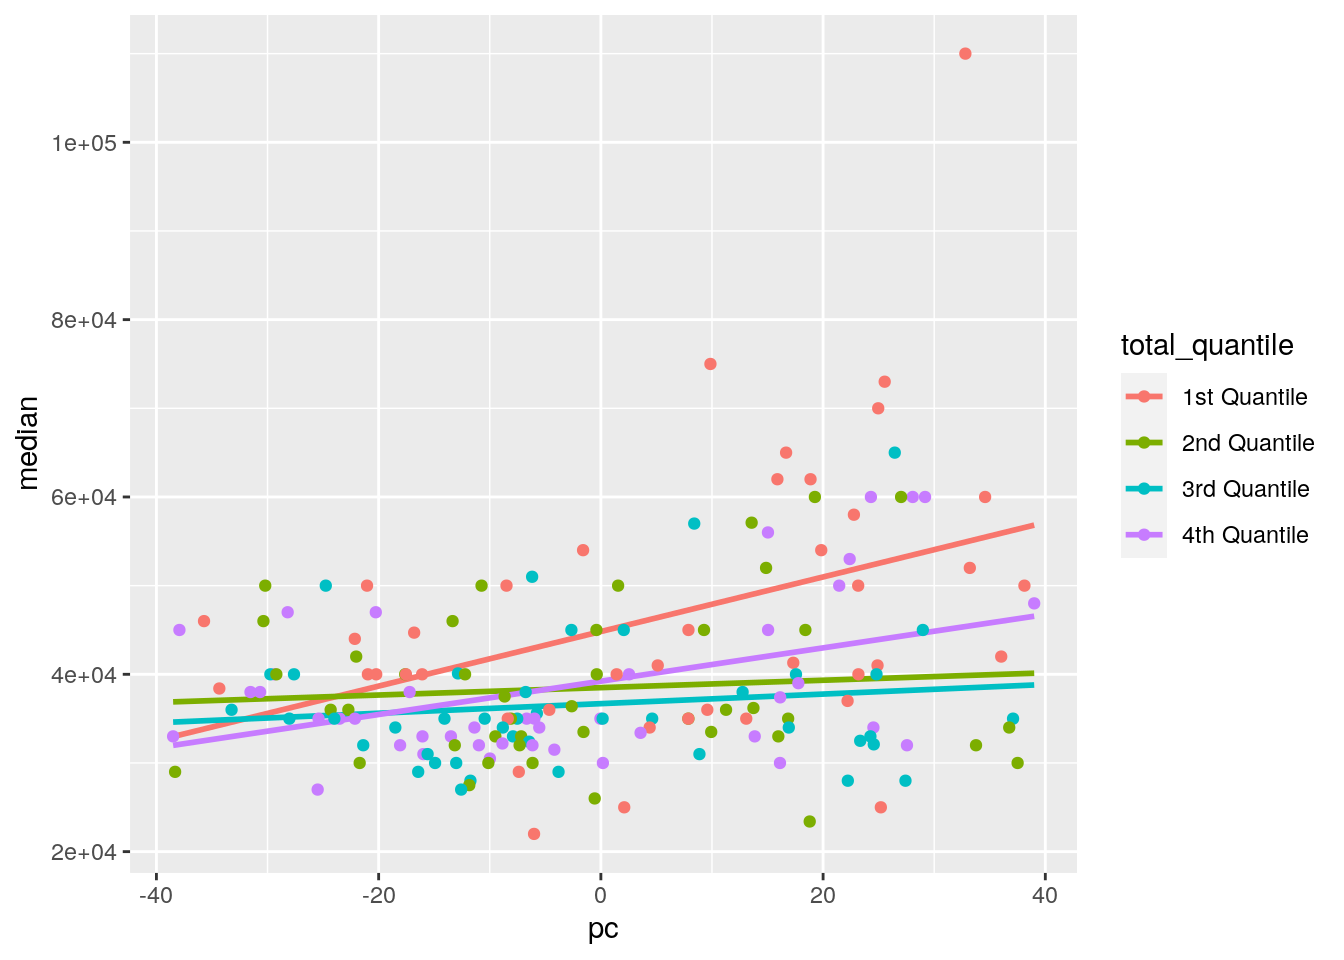 median
1e+05
8e+04
6e+04
4e+04
2e+04
-40
-20
0
20
40
pc
total_quantile
1st Quantile
2nd Quantile
3rd Quantile
4th Quantile